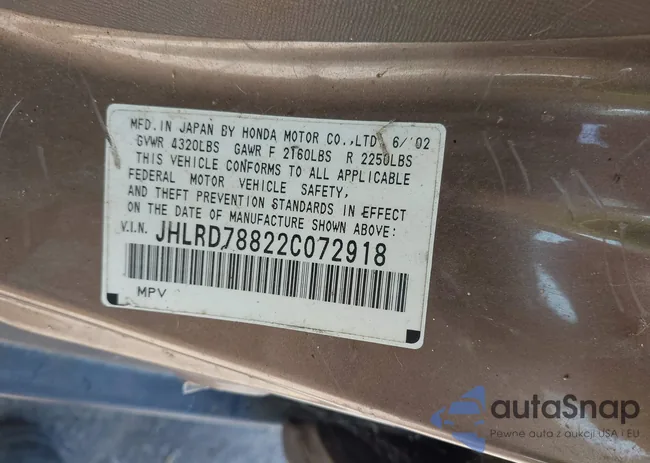 MFD. IN JAPAN BY HONDA MOTOR CO.,LTD 6/'02
GVWR 4320LBS GAWR F 2160LBS R 2250LBS
THIS VEHICLE CONFORMS TO ALL APPLICABLE
FEDERAL MOTOR VEHICLE SAFETY,
AND THEFT PREVENTION STANDARDS IN EFFECT
ON THE DATE OF MANUFACTURE SHOWN ABOVE:
V.I.N. JHLRD78822C072918
MPV
autaSnap
Pewne auta z aukcji USA i EU